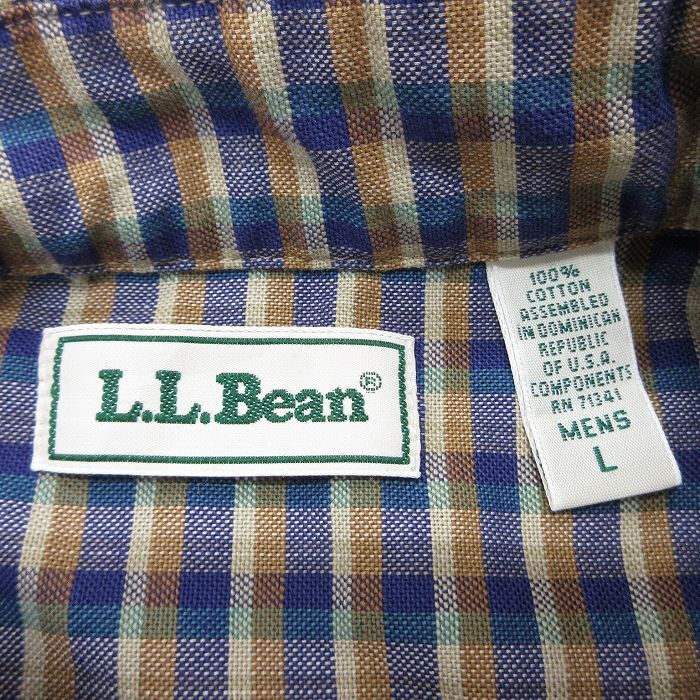 L.L.Bean®
100%
COTTON
ASSEMBLED
IN DOMINICAN
REPUBLIC
OF U.S.A.
COMPONENTS
RN 71341
MENS
L